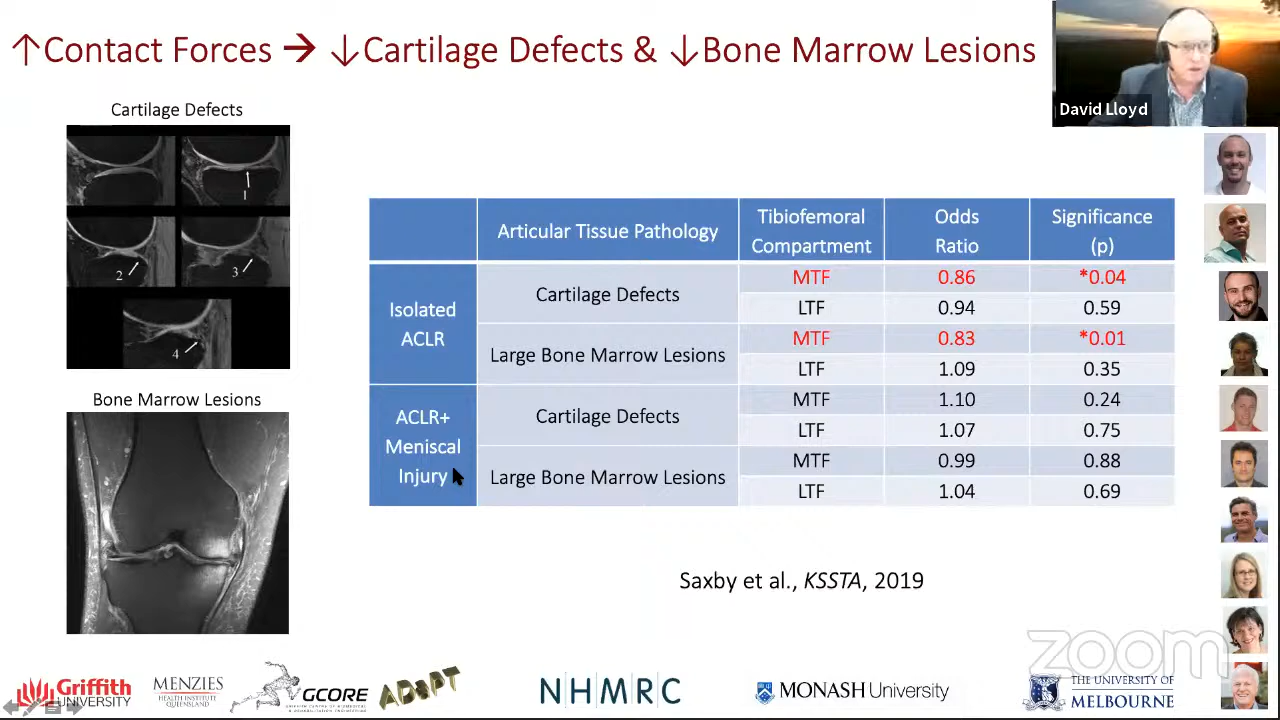 ↑Contact Forces → ↓Cartilage Defects & ↓Bone Marrow Lesions
David Lloyd
Cartilage Defects
1
2
3
4
Bone Marrow Lesions
Articular Tissue Pathology
Tibiofemoral
Compartment
Odds
Ratio
Significance
(p)
Isolated
ACLR
Cartilage Defects
MTF 0.86 *0.04
LTF 0.94 0.59
Large Bone Marrow Lesions
MTF 0.83 *0.01
LTF 1.09 0.35
ACLR+
Meniscal
Injury
Cartilage Defects
MTF 1.10 0.24
LTF 1.07 0.75
Large Bone Marrow Lesions
MTF 0.99 0.88
LTF 1.04 0.69
Saxby et al., KSSTA, 2019
zoom
Griffith
UNIVERSITY
MENZIES
HEALTH INSTITUTE
QUEENSLAND
GCORE
ADAPT
NHMRC
MONASH University
THE UNIVERSITY OF
MELBOURNE